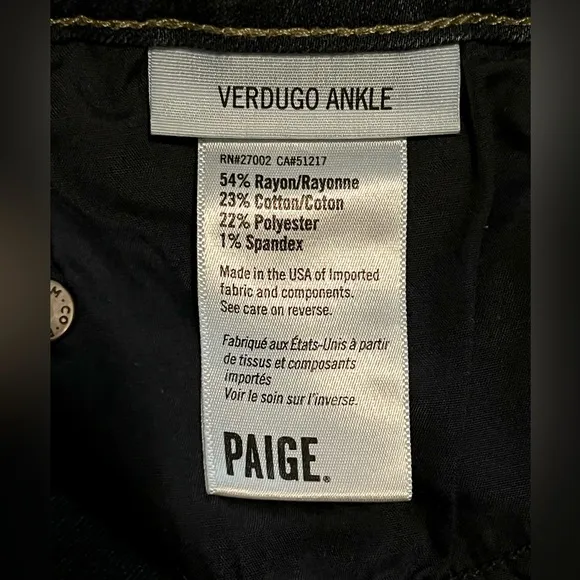 VERDUGO ANKLE
RN#27002 CA#51217
54% Rayon/Rayonne
23% Cotton/Coton
22% Polyester
1% Spandex
Made in the USA of Imported
fabric and components.
See care on reverse.
Fabriqué aux États-Unis à partir
de tissus et composants
importés
Voir le soin sur l'inverse.
PAIGE®
M • CO.